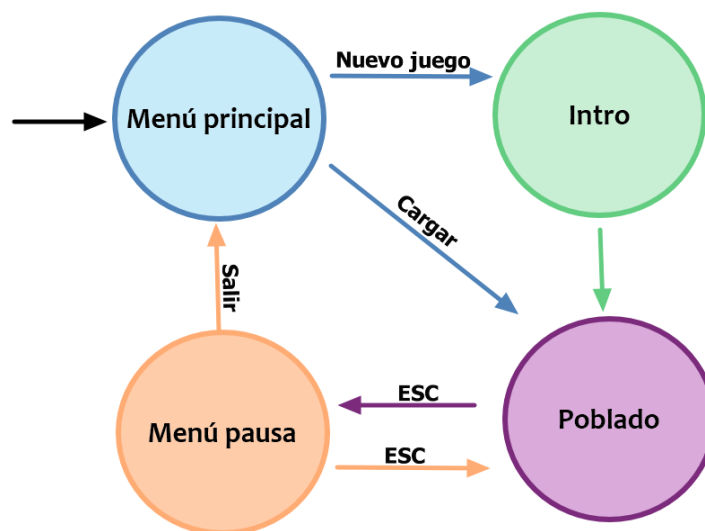 Nuevo juego
Menú principal
Intro
Cargar
Salir
ESC
Menú pausa
Poblado
ESC